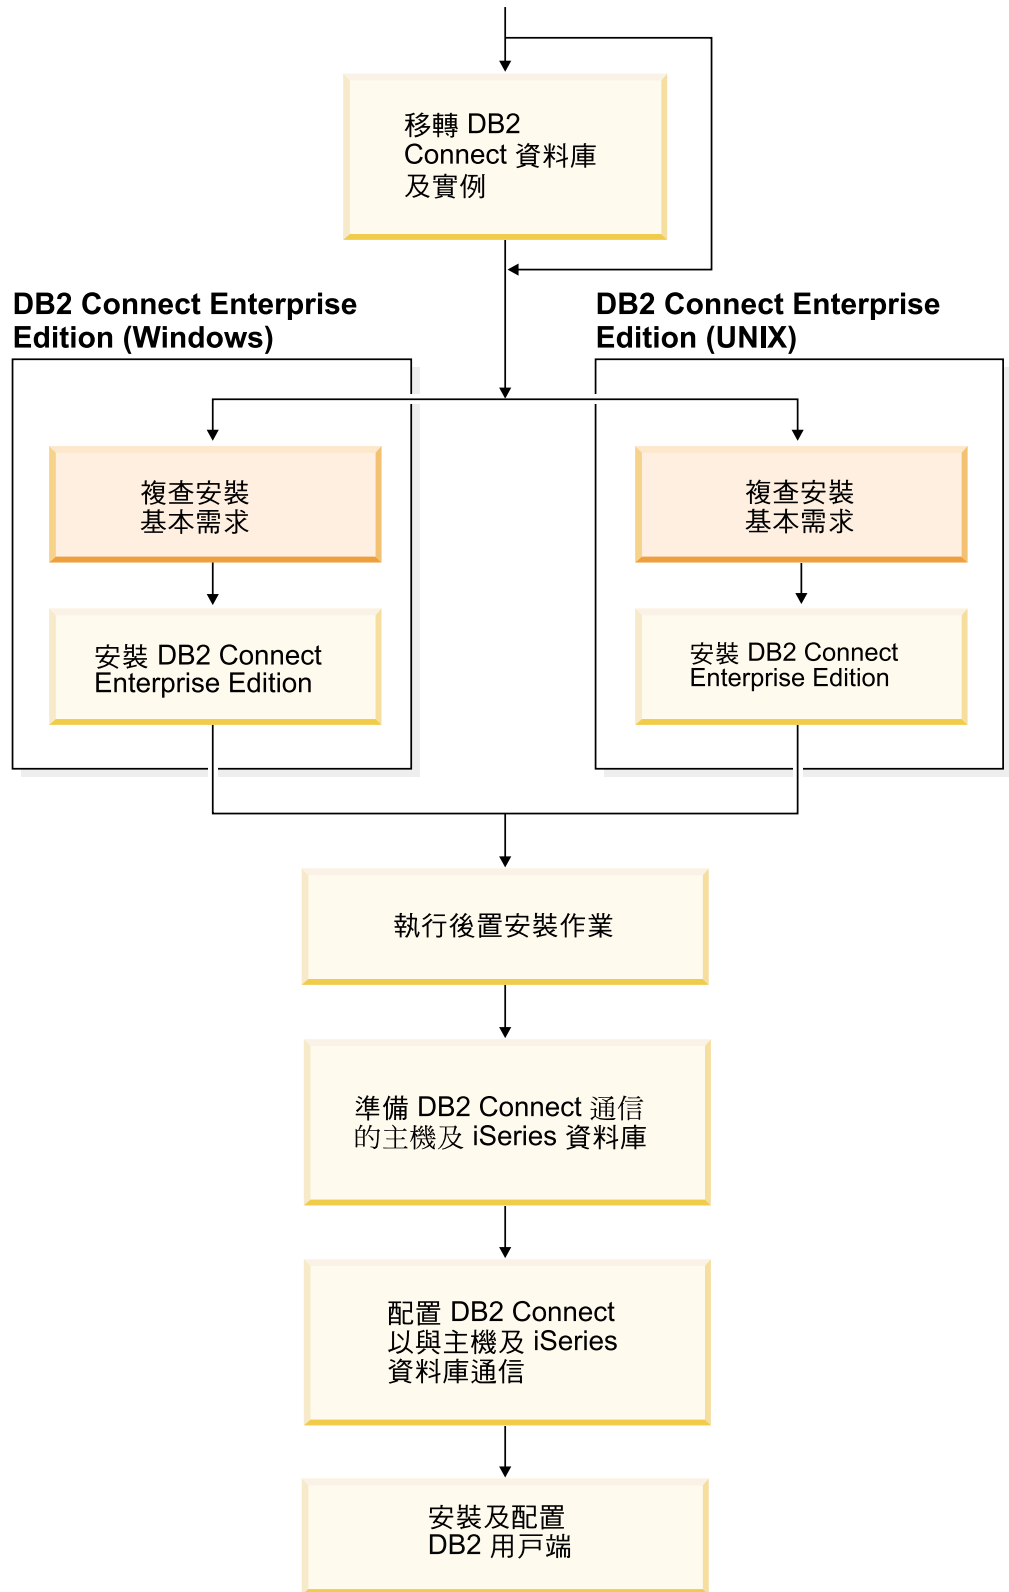 移轉 DB2
Connect 資料庫
及實例
DB2 Connect Enterprise
Edition (Windows)
複查安裝
基本需求
安裝 DB2 Connect
Enterprise Edition
DB2 Connect Enterprise
Edition (UNIX)
複查安裝
基本需求
安裝 DB2 Connect
Enterprise Edition
執行後置安裝作業
準備 DB2 Connect 通信
的主機及 iSeries 資料庫
配置 DB2 Connect
以與主機及 iSeries
資料庫通信
安裝及配置
DB2 用戶端